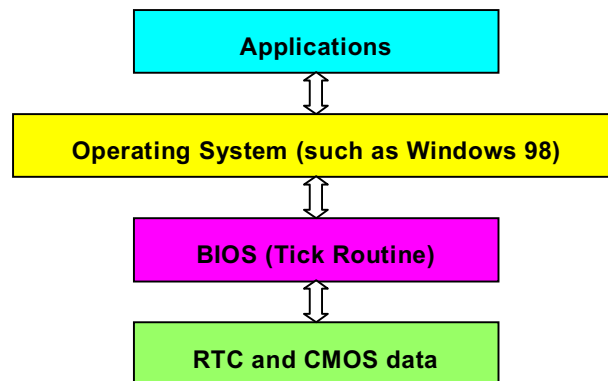 Applications
Operating System (such as Windows 98)
BIOS (Tick Routine)
RTC and CMOS data